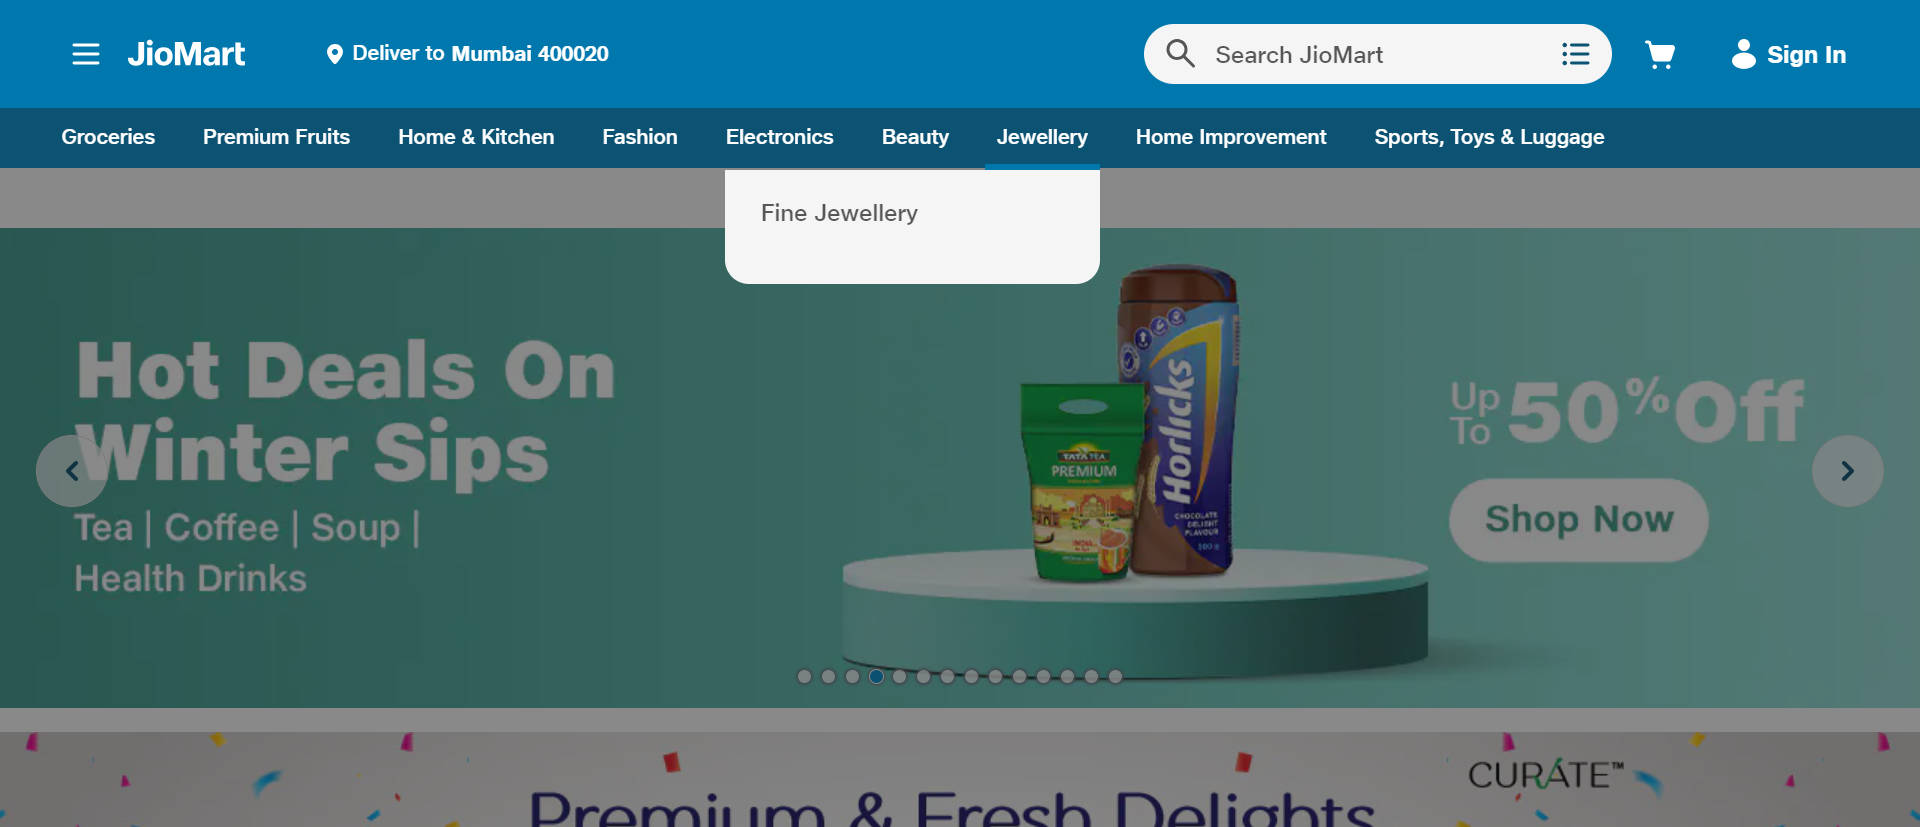 JioMart
Deliver to Mumbai 400020
Search JioMart
Sign In
Groceries
Premium Fruits
Home & Kitchen
Fashion
Electronics
Beauty
Jewellery
Home Improvement
Sports, Toys & Luggage
Fine Jewellery
Hot Deals On
Winter Sips
Tea | Coffee | Soup |
Health Drinks
TATA TEA
PREMIUM
Horlicks
CHOCOLATE
DELIGHT
FLAVOUR
Up
To
50% Off
Shop Now
CURÁTE™
Premium & Fresh Delights